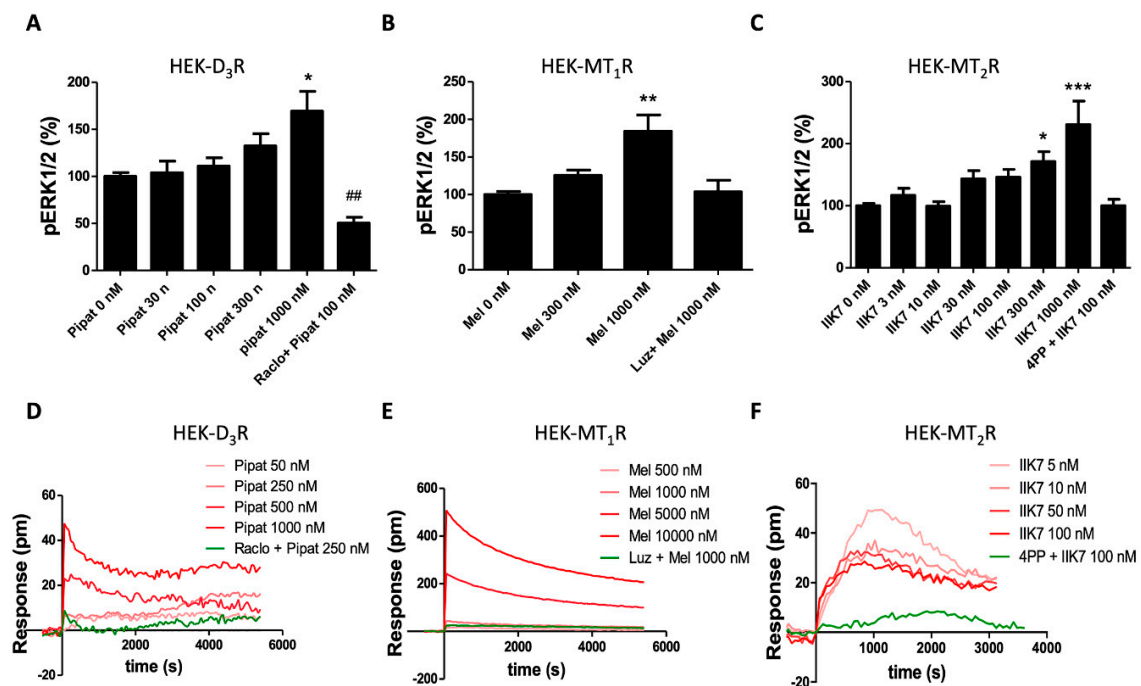 A
HEK-D3R
pERK1/2 (%)
200
150
100
50
0
*
##
Pipat 0 nM
Pipat 30 n
Pipat 100 n
Pipat 300 n
pipat 1000 nM
Raclo+ Pipat 100 nM
B
HEK-MT1R
pERK1/2 (%)
250
200
150
100
50
0
**
Mel 0 nM
Mel 300 nM
Mel 1000 nM
Luz+ Mel 1000 nM
C
HEK-MT2R
pERK1/2 (%)
300
200
100
0
*
***
IIK7 0 nM
IIK7 3 nM
IIK7 10 nM
IIK7 30 nM
IIK7 100 nM
IIK7 300 nM
IIK7 1000 nM
4PP + IIK7 100 nM
D
HEK-D3R
Pipat 50 nM
Pipat 250 nM
Pipat 500 nM
Pipat 1000 nM
Raclo + Pipat 250 nM
Response (pm)
60
40
20
-20
2000
4000
6000
time (s)
E
HEK-MT1R
Mel 500 nM
Mel 1000 nM
Mel 5000 nM
Mel 10000 nM
Luz + Mel 1000 nM
Response (pm)
600
400
200
-200
2000
4000
6000
time (s)
F
HEK-MT2R
IIK7 5 nM
IIK7 10 nM
IIK7 50 nM
IIK7 100 nM
4PP + IIK7 100 nM
Response (pm)
60
40
20
-20
1000
2000
3000
4000
time (s)